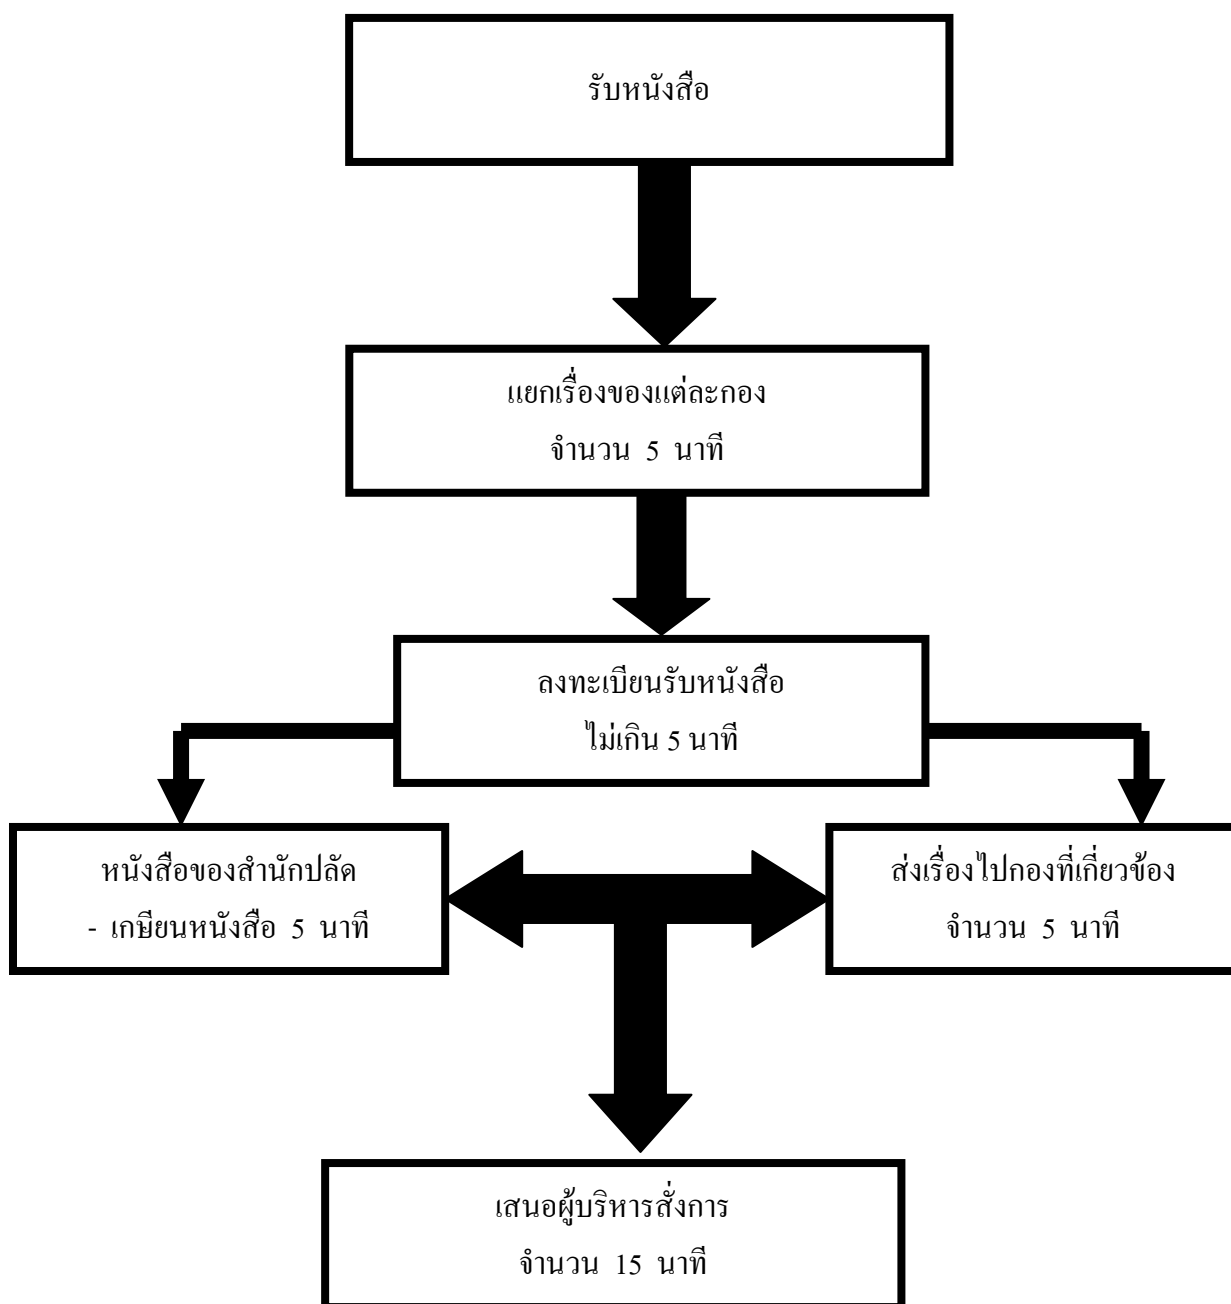 รับหนังสือ
แยกเรื่องของแต่ละกอง
จำนวน 5 นาที
ลงทะเบียนรับหนังสือ
ไม่เกิน 5 นาที
หนังสือของสำนักปลัด
- เกษียนหนังสือ 5 นาที
ส่งเรื่องไปกองที่เกี่ยวข้อง
จำนวน 5 นาที
เสนอผู้บริหารสั่งการ
จำนวน 15 นาที